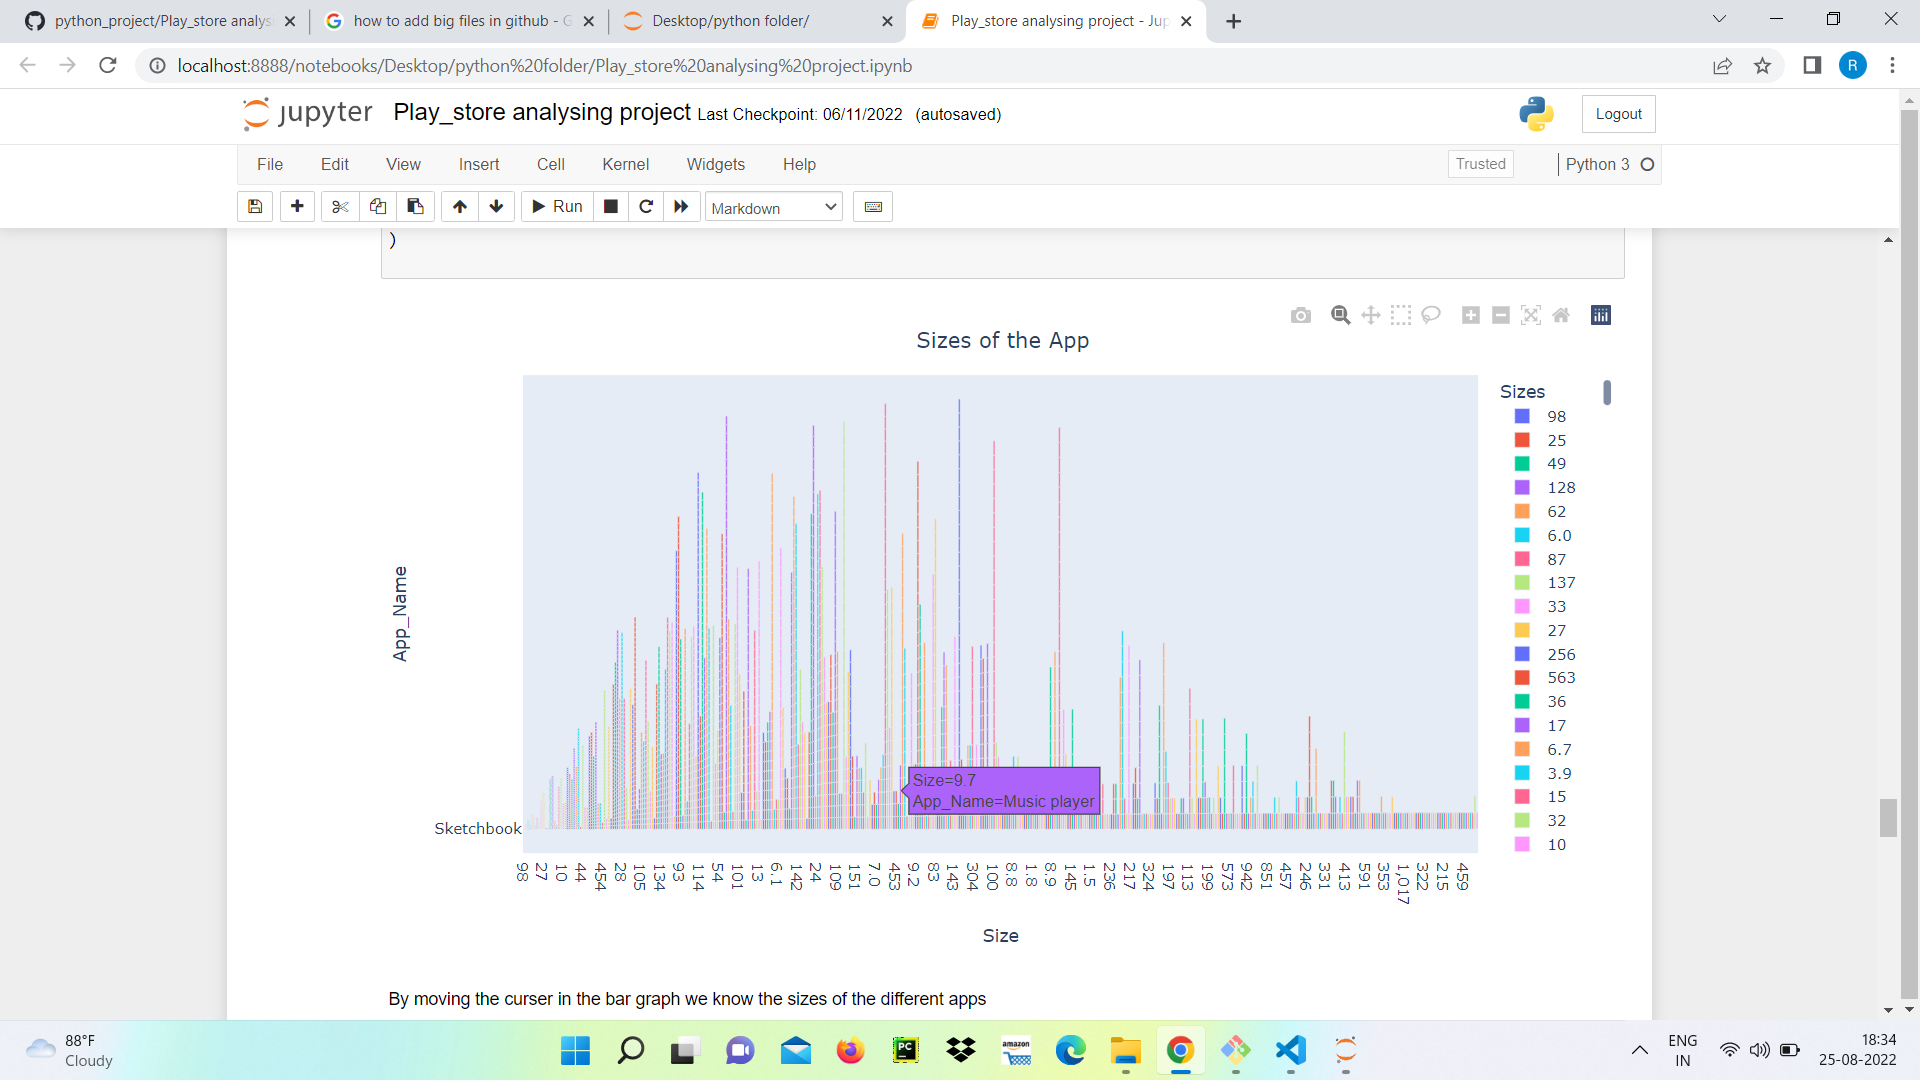 python_project/Play_store analys
how to add big files in github - G
Desktop/python folder/
Play_store analysing project - Jup
localhost:8888/notebooks/Desktop/python%20folder/Play_store%20analysing%20project.ipynb
R
jupyter Play_store analysing project Last Checkpoint: 06/11/2022 (autosaved)
Logout
File Edit View Insert Cell Kernel Widgets Help
Trusted
Python 3
Run
Markdown
)
Sizes of the App
App_Name
Sketchbook
Size=9.7
App_Name=Music player
98 27 10 44 454 28 105 134 93 114 54 101 13 6.1 142 24 109 151 7.0 453 9.2 83 143 304 100 8.8 1.8 8.9 145 1.5 236 217 324 197 113 199 573 942 851 457 246 331 413 591 353 1,017 322 215 459
Size
Sizes
98
25
49
128
62
6.0
87
137
33
27
256
563
36
17
6.7
3.9
15
32
10
By moving the curser in the bar graph we know the sizes of the different apps
88°F
Cloudy
PC
amazon
ENG
IN
18:34
25-08-2022